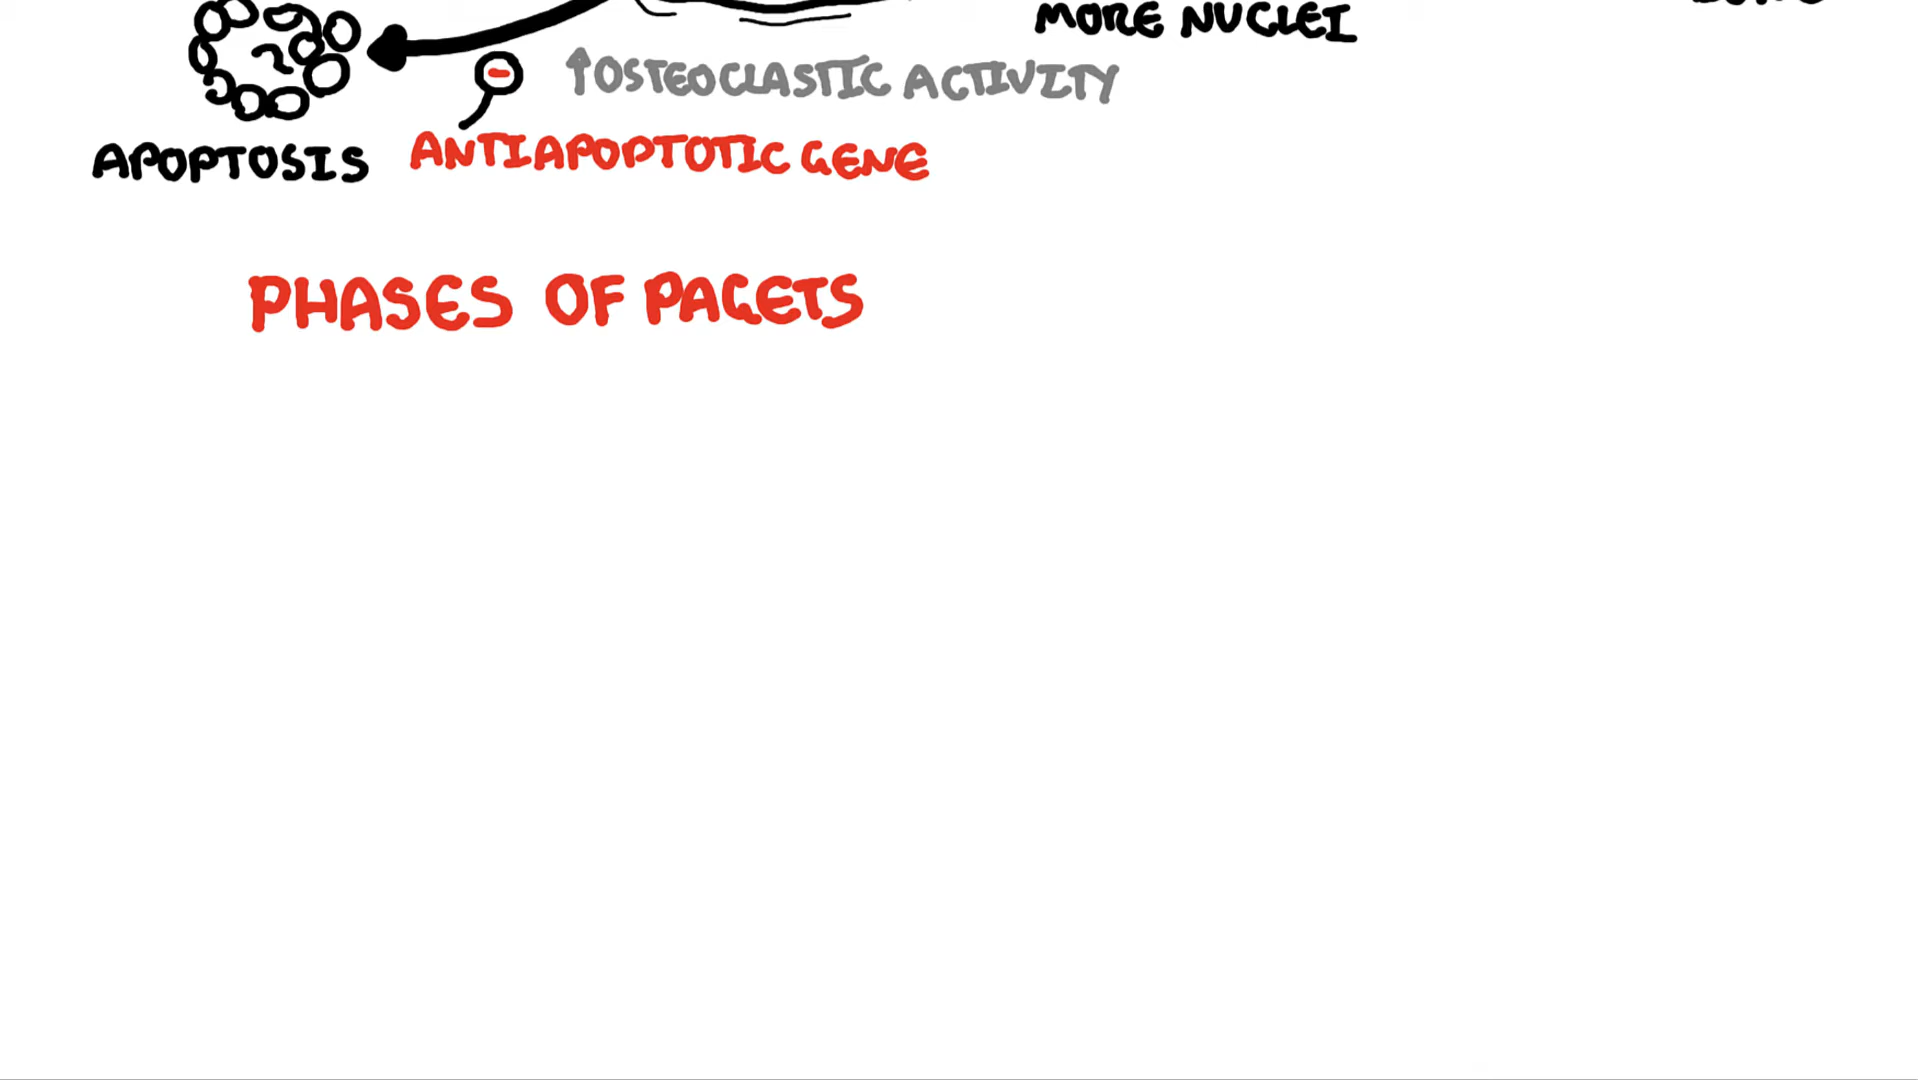 MORE NUCLEI
↑OSTEOCLASTIC ACTIVITY
APOPTOSIS
ANTIAPOPTOTIC GENE
PHASES OF PAGETS